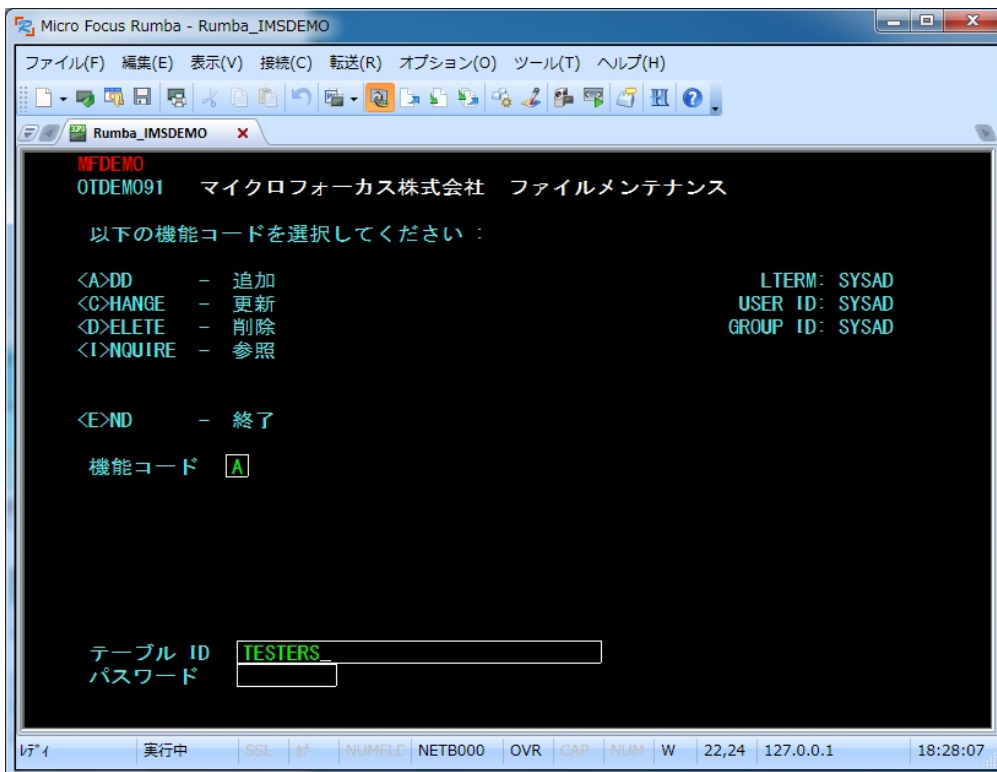 Micro Focus Rumba - Rumba_IMSDEMO
ファイル(F) 編集(E) 表示(V) 接続(C) 転送(R) オプション(O) ツール(T) ヘルプ(H)
Rumba_IMSDEMO
MFDEMO
OTDEMO91 マイクロフォーカス株式会社 ファイルメンテナンス
以下の機能コードを選択してください :
<A>DD - 追加 LTERM: SYSAD
<C>HANGE - 更新 USER ID: SYSAD
<D>ELETE - 削除 GROUP ID: SYSAD
<I>NQUIRE - 参照
<E>ND - 終了
機能コード A
テーブル ID TESTERS_
パスワード
ﾚﾃﾞｨ 実行中 SSL ｶﾅ NUMFLD NETB000 OVR CAP NUM W 22,24 127.0.0.1 18:28:07